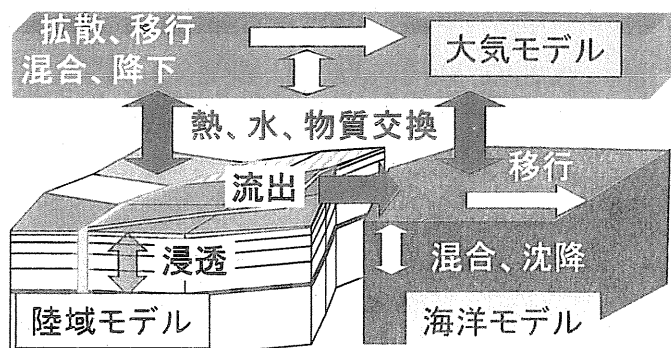 拡散、移行
混合、降下
大気モデル
熱、水、物質交換
移行
流出
浸透
混合、沈降
陸域モデル
海洋モデル